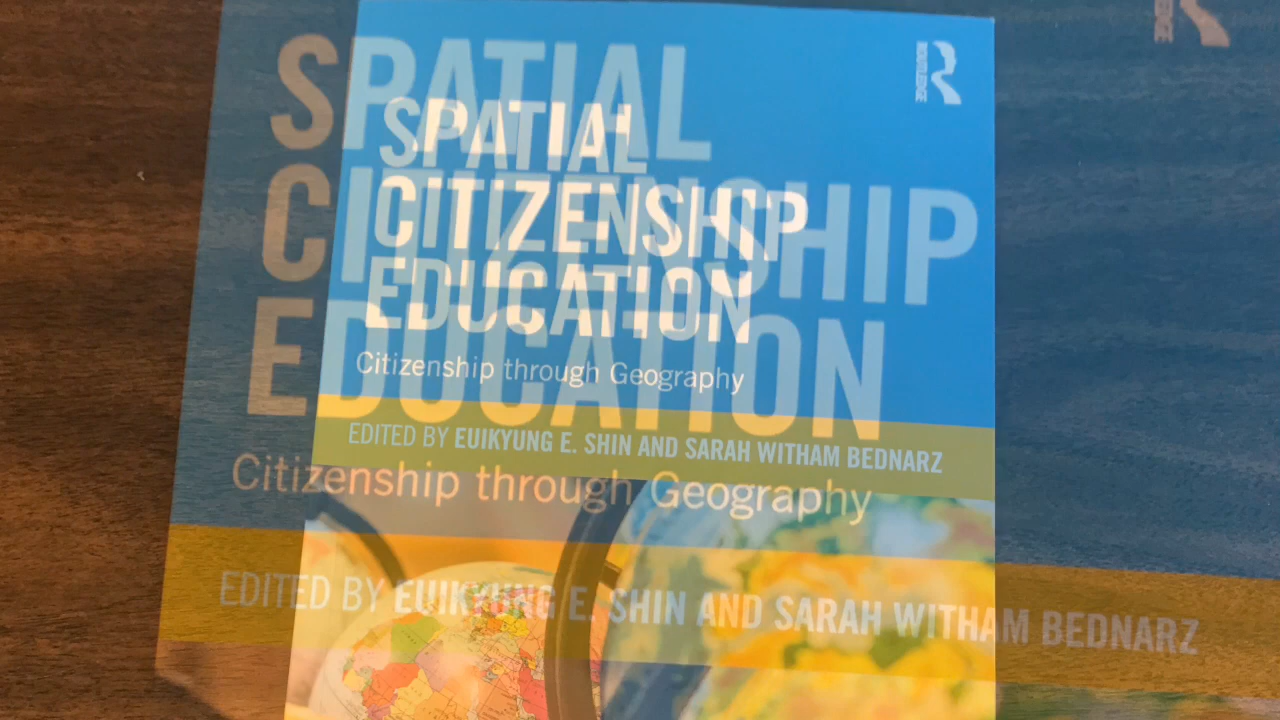 SPATIAL
CITIZENSHIP
EDUCATION
Citizenship through Geography
EDITED BY EUIKYUNG E. SHIN AND SARAH WITHAM BEDNARZ
ROUTLEDGE
SPATIAL
CITIZENSHIP
EDUCATION
Citizenship through Geography
EDITED BY EUIKYUNG E. SHIN AND SARAH WITHAM BEDNARZ